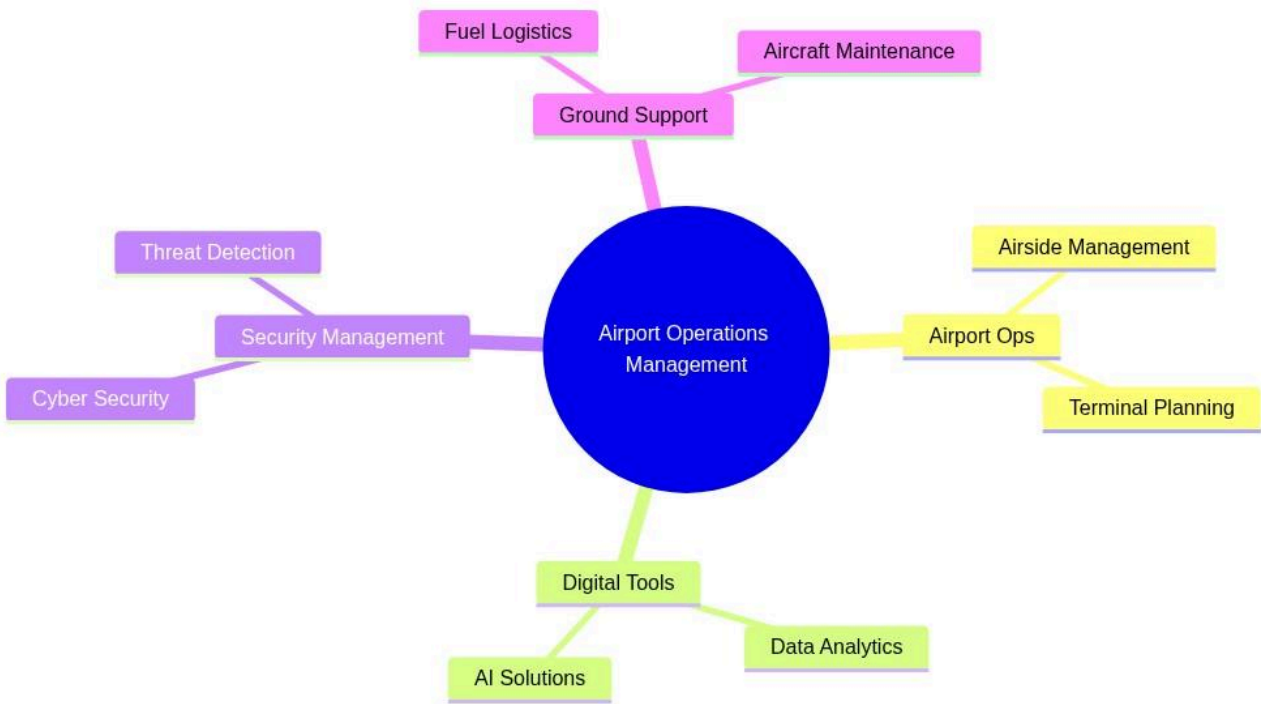 Fuel Logistics
Aircraft Maintenance
Ground Support
Threat Detection
Airside Management
Security Management
Airport Operations
Management
Airport Ops
Cyber Security
Terminal Planning
Digital Tools
Data Analytics
AI Solutions